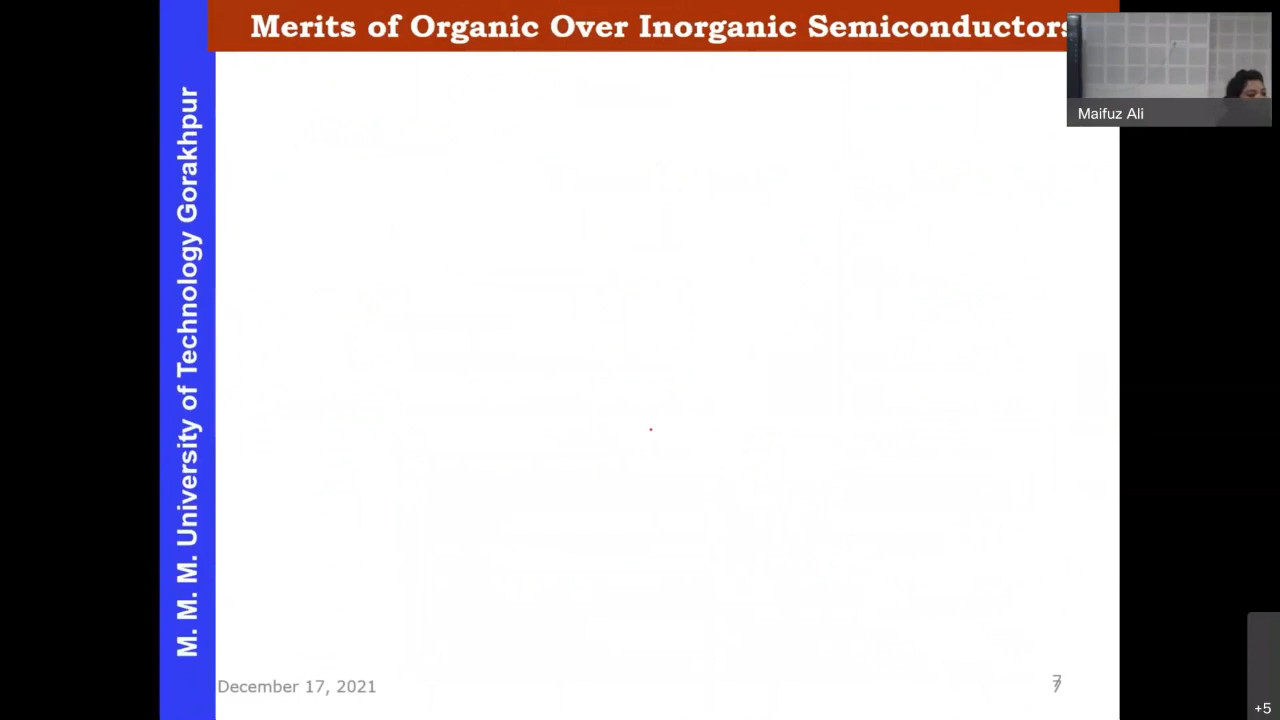 Merits of Organic Over Inorganic Semiconductors
Maifuz Ali
M. M. M. University of Technology Gorakhpur
December 17, 2021
7
+5